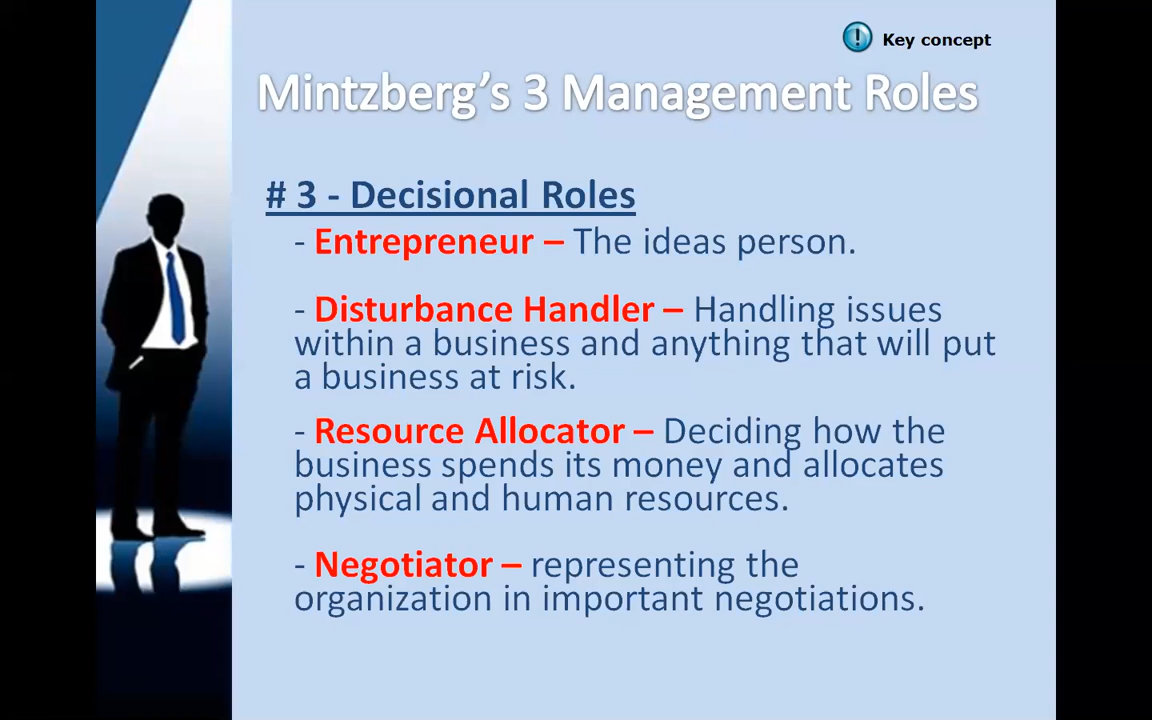 Key concept
Mintzberg's 3 Management Roles
# 3 - Decisional Roles
- Entrepreneur – The ideas person.
- Disturbance Handler – Handling issues
within a business and anything that will put
a business at risk.
- Resource Allocator – Deciding how the
business spends its money and allocates
physical and human resources.
- Negotiator – representing the
organization in important negotiations.